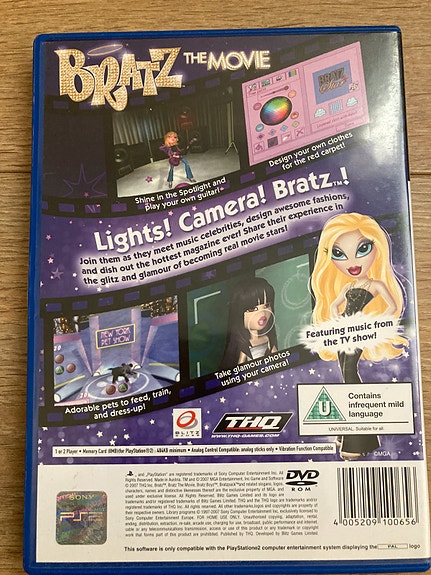 BRATZ THE MOVIE
BRATZ
Shine in the Spotlight and
play your own guitar!
Design your own clothes
for the red carpet!
Lights! Camera! Bratz™!
Join them as they meet music celebrities, design awesome fashions,
and dish out the hottest magazine ever! Share their experience in
the glitz and glamour of becoming real movie stars!
NEW YORK
PET SHOW
Adorable pets to feed, train,
and dress-up!
Take glamour photos
using your camera!
Featuring music from
the TV show!
BLITZ
THQ
WWW.THQ-GAMES.COM
U
Contains
infrequent mild
language
UNIVERSAL Suitable for all
©MGA
1 or 2 Player • Memory Card (8MB)(for PlayStation®2) : 484KB minimum • Analog Control Compatible: analog sticks only • Vibration Function Compatible
SONY
PS2
DVD
ROM
4 005209 100656
This software is only compatible with the PlayStation®2 computer entertainment system displaying the PAL logo